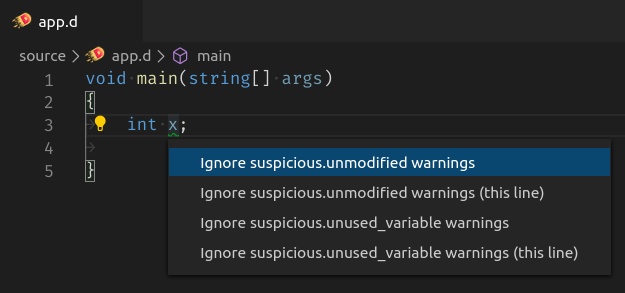 app.d
source > app.d > main
1 void main(string[] args)
2 {
3 int x;
4
5 }
Ignore suspicious.unmodified warnings
Ignore suspicious.unmodified warnings (this line)
Ignore suspicious.unused_variable warnings
Ignore suspicious.unused_variable warnings (this line)